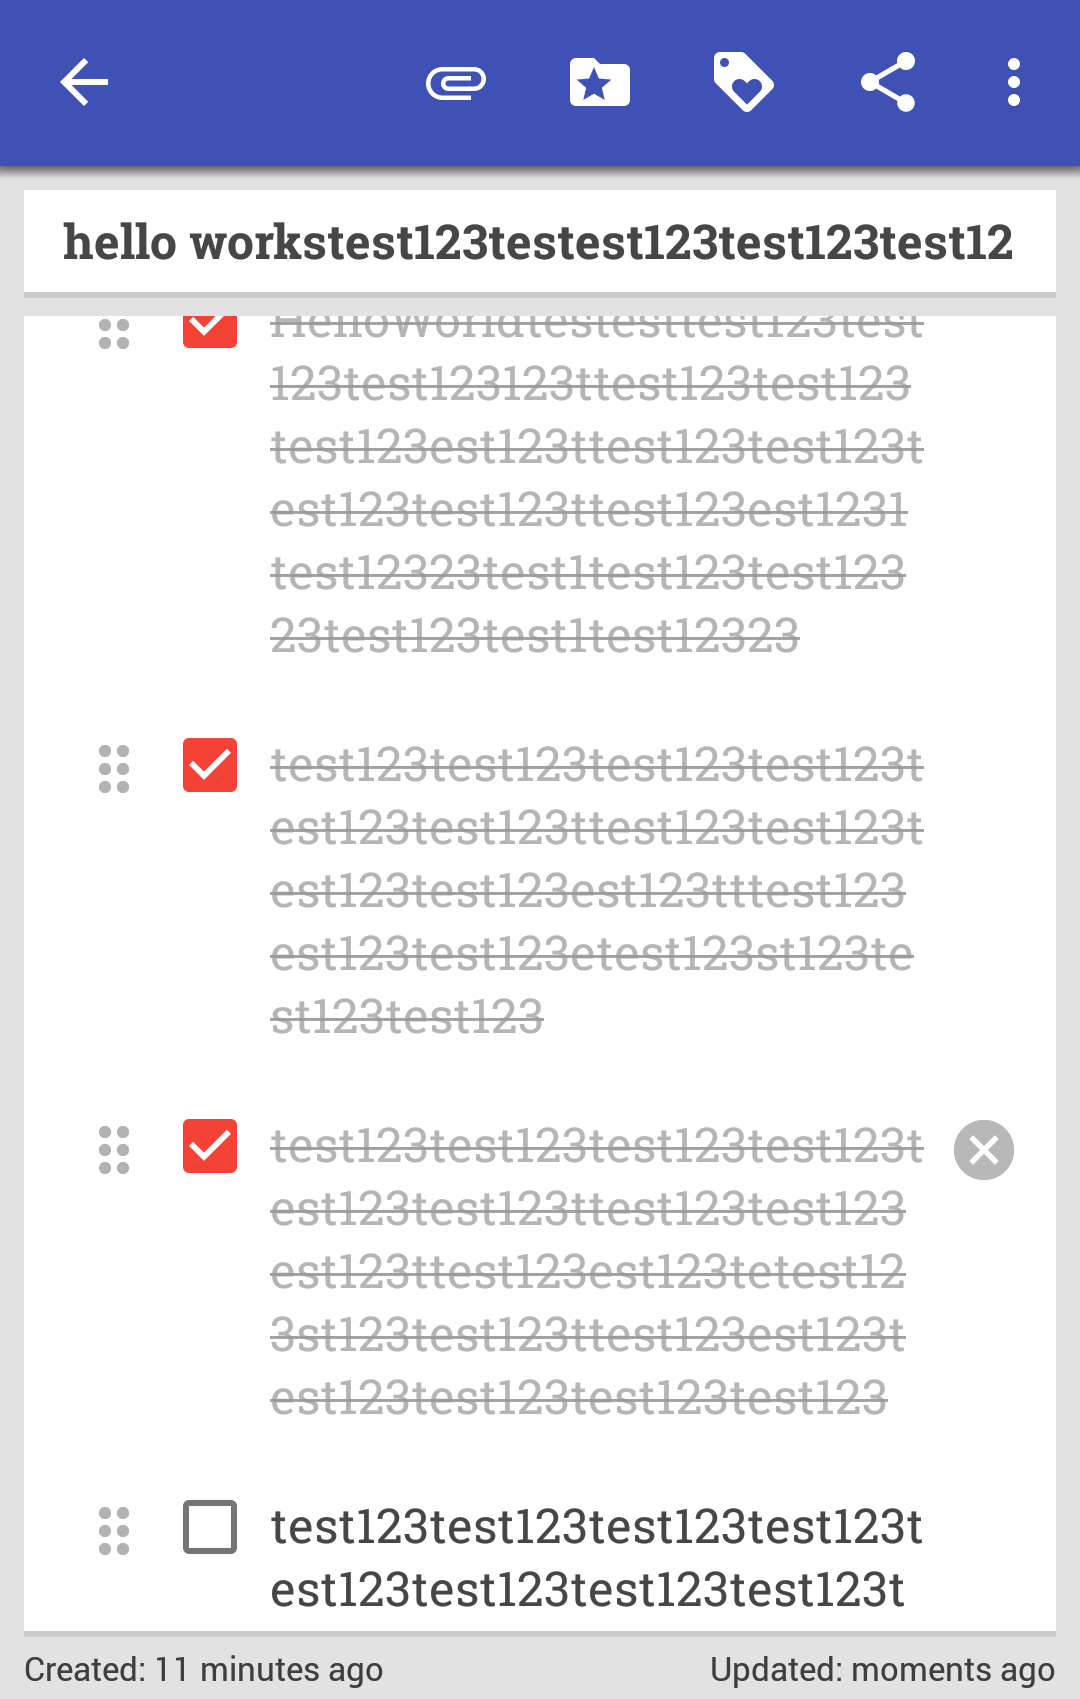 hello workstest123testest123test123test12
HelloWorldtestesttest123test
123test123123ttest123test123
test123est123ttest123test123t
est123test123ttest123est1231
test12323test1test123test123
23test123test1test12323
test123test123test123test123t
est123test123ttest123test123t
est123test123est123tttest123
est123test123etest123st123te
st123test123
test123test123test123test123t
est123test123ttest123test123
est123ttest123est123tetest12
3st123test123ttest123est123t
est123test123test123test123
test123test123test123test123t
est123test123test123test123t
Created: 11 minutes ago
Updated: moments ago